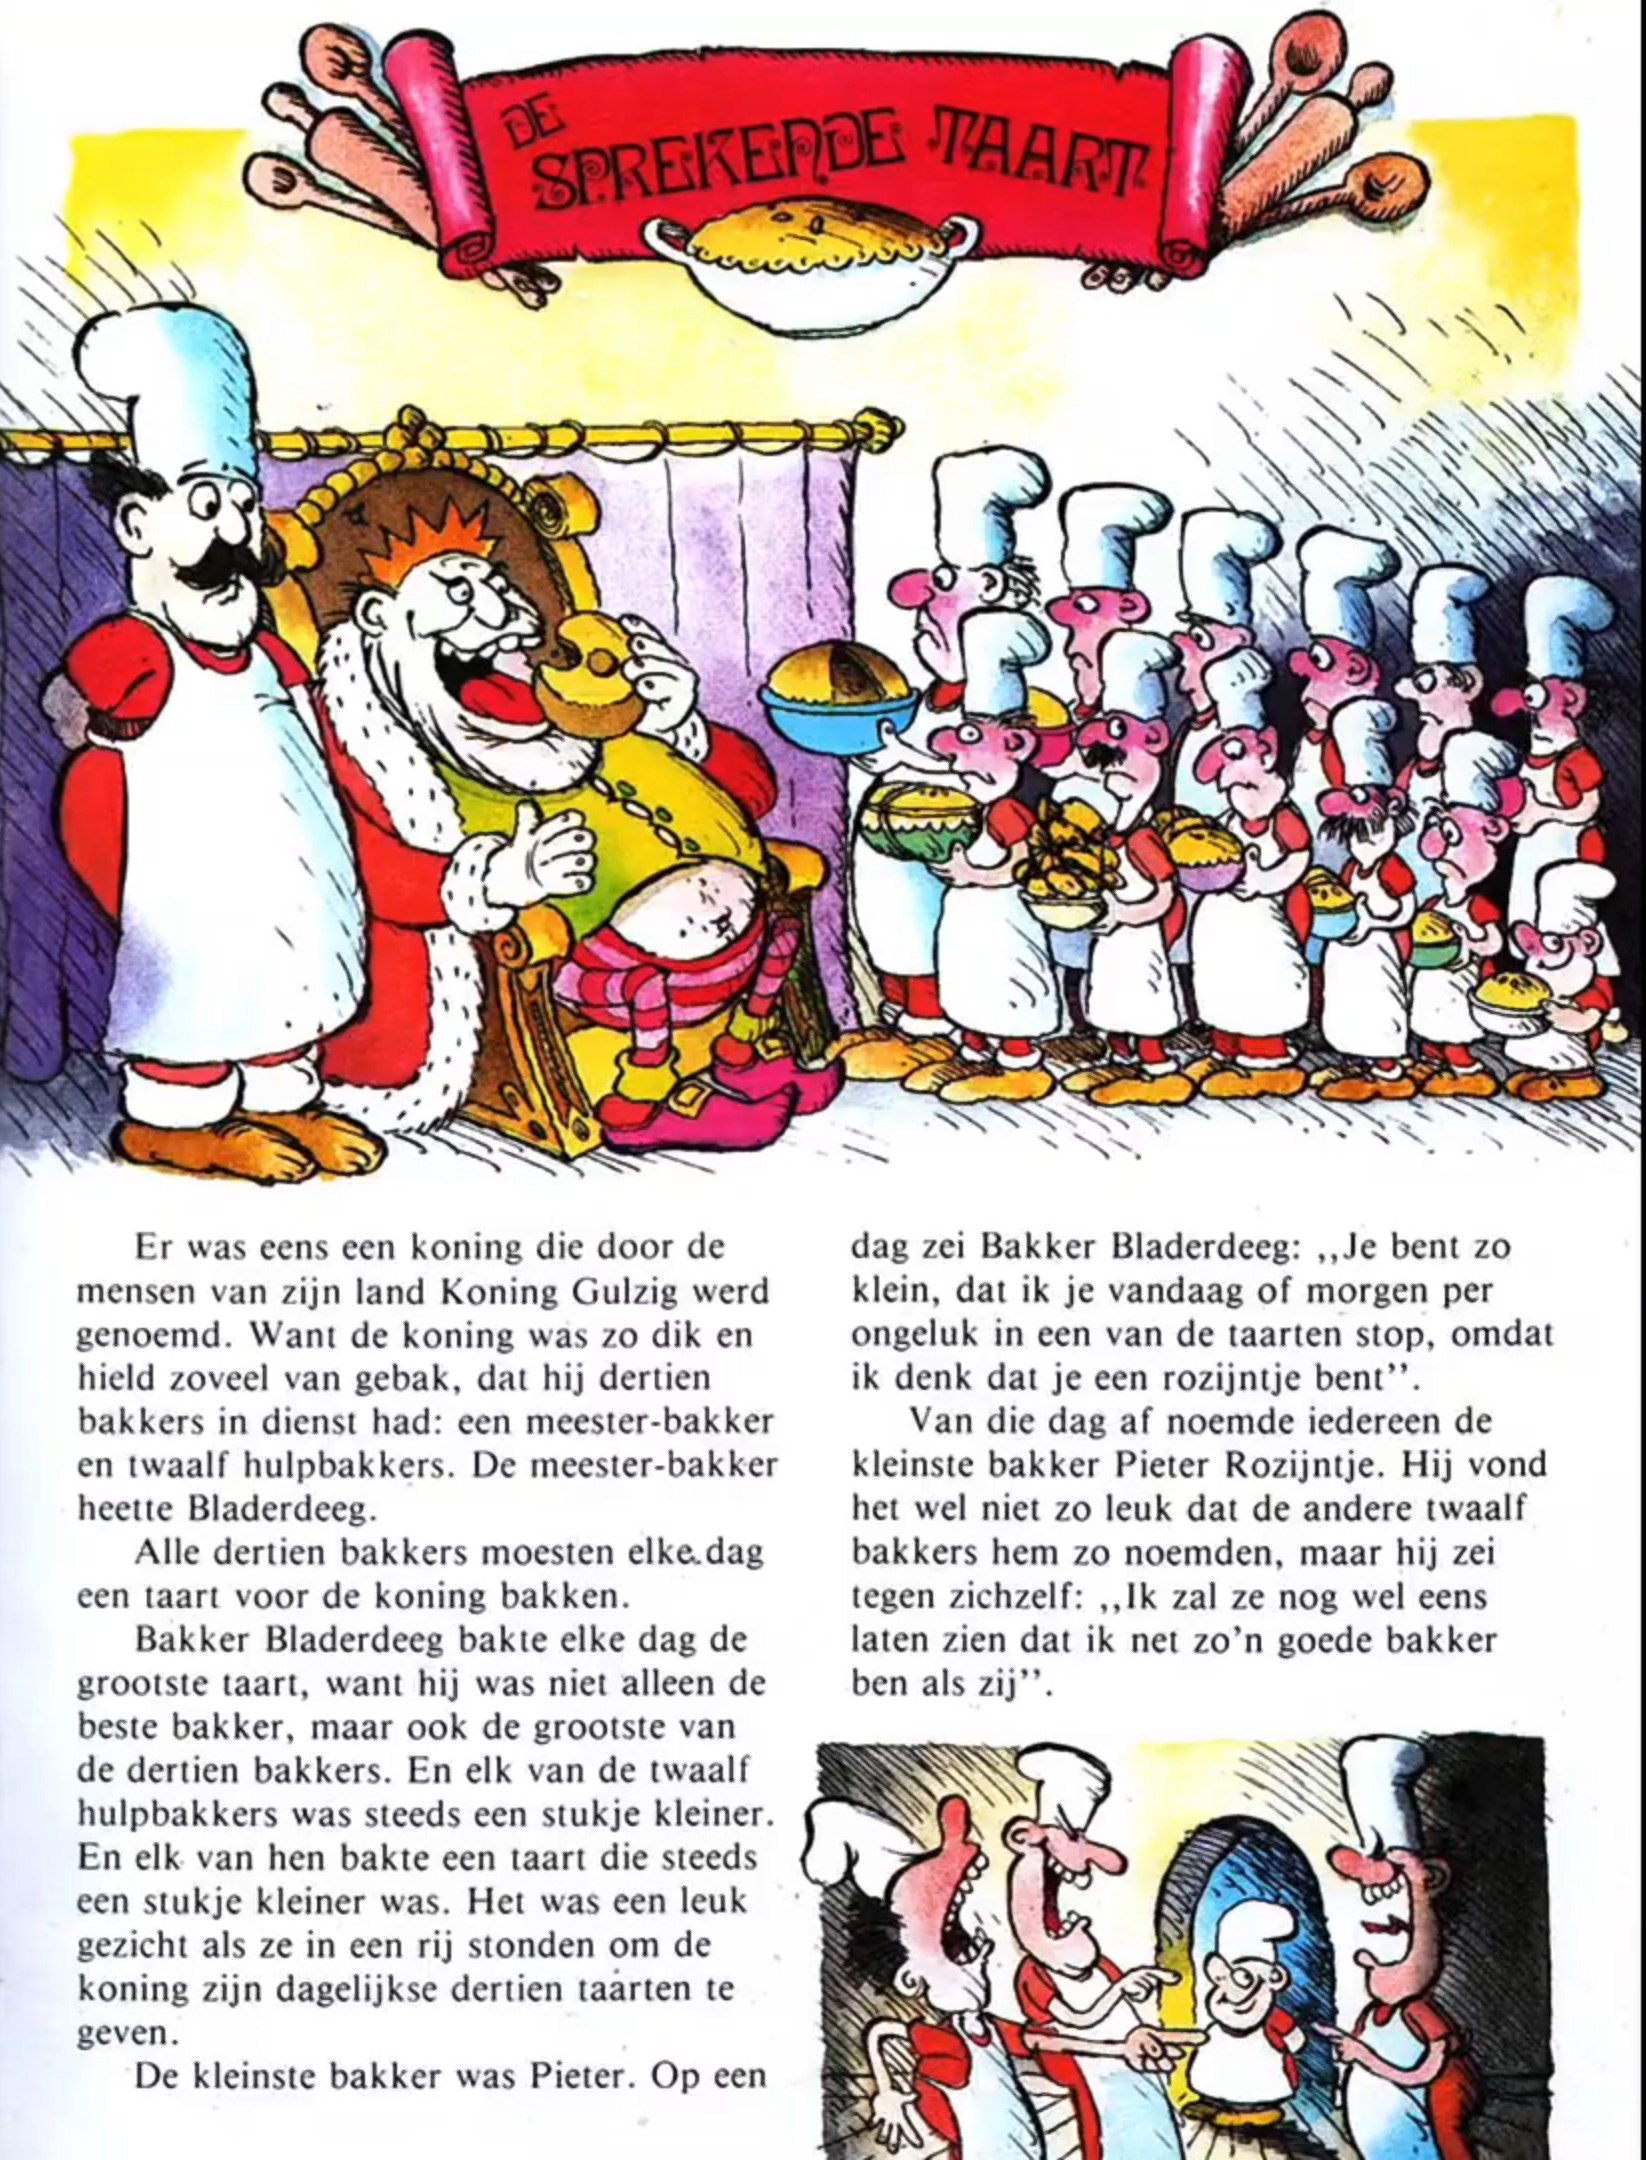 DE
SPREKENDE TAART
Er was eens een koning die door de
mensen van zijn land Koning Gulzig werd
genoemd. Want de koning was zo dik en
hield zoveel van gebak, dat hij dertien
bakkers in dienst had: een meester-bakker
en twaalf hulpbakkers. De meester-bakker
heette Bladerdeeg.
Alle dertien bakkers moesten elke dag
een taart voor de koning bakken.
Bakker Bladerdeeg bakte elke dag de
grootste taart, want hij was niet alleen de
beste bakker, maar ook de grootste van
de dertien bakkers. En elk van de twaalf
hulpbakkers was steeds een stukje kleiner.
En elk van hen bakte een taart die steeds
een stukje kleiner was. Het was een leuk
gezicht als ze in een rij stonden om de
koning zijn dagelijkse dertien taarten te
geven.
De kleinste bakker was Pieter. Op een
dag zei Bakker Bladerdeeg: ,,Je bent zo
klein, dat ik je vandaag of morgen per
ongeluk in een van de taarten stop, omdat
ik denk dat je een rozijntje bent”.
Van die dag af noemde iedereen de
kleinste bakker Pieter Rozijntje. Hij vond
het wel niet zo leuk dat de andere twaalf
bakkers hem zo noemden, maar hij zei
tegen zichzelf: ,,Ik zal ze nog wel eens
laten zien dat ik net zo’n goede bakker
ben als zij”.